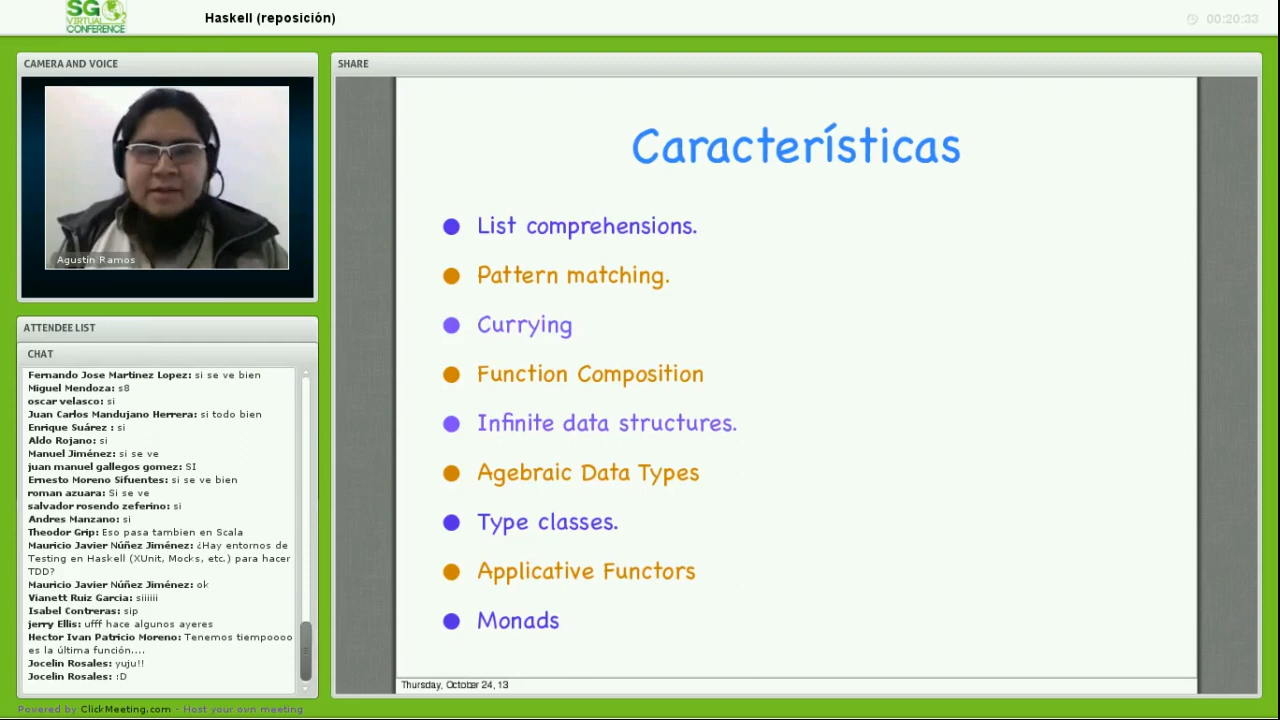 SG
VIRTUAL
CONFERENCE
Haskell (reposición)
00:20:33
CAMERA AND VOICE
Agustín Ramos
ATTENDEE LIST
CHAT
Fernando Jose Martinez Lopez: si se ve bien
Miguel Mendoza: s8
oscar velasco: si
Juan Carlos Mandujano Herrera: si todo bien
Enrique Suárez : si
Aldo Rojano: si
Manuel Jiménez: si se ve
juan manuel gallegos gomez: SI
Ernesto Moreno Sifuentes: si se ve bien
roman azuara: Si se ve
salvador rosendo zeferino: si
Andres Manzano: si
Theodor Grip: Eso pasa tambien en Scala
Mauricio Javier Núñez Jiménez: ¿Hay entornos de
Testing en Haskell (XUnit, Mocks, etc.) para hacer
TDD?
Mauricio Javier Núñez Jiménez: ok
Vianett Ruiz Garcia: siiiiii
Isabel Contreras: sip
jerry Ellis: ufff hace algunos ayeres
Hector Ivan Patricio Moreno: Tenemos tiempoooo
es la última función....
Jocelin Rosales: yuju!!
Jocelin Rosales: :D
Powered by ClickMeeting.com - Host your own meeting
SHARE
Características
List comprehensions.
Pattern matching.
Currying
Function Composition
Infinite data structures.
Agebraic Data Types
Type classes.
Applicative Functors
Monads
Thursday, October 24, 13